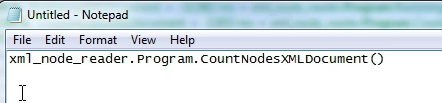 Untitled - Notepad
File Edit Format View Help
xml_node_reader.Program.CountNodesXMLDocument()